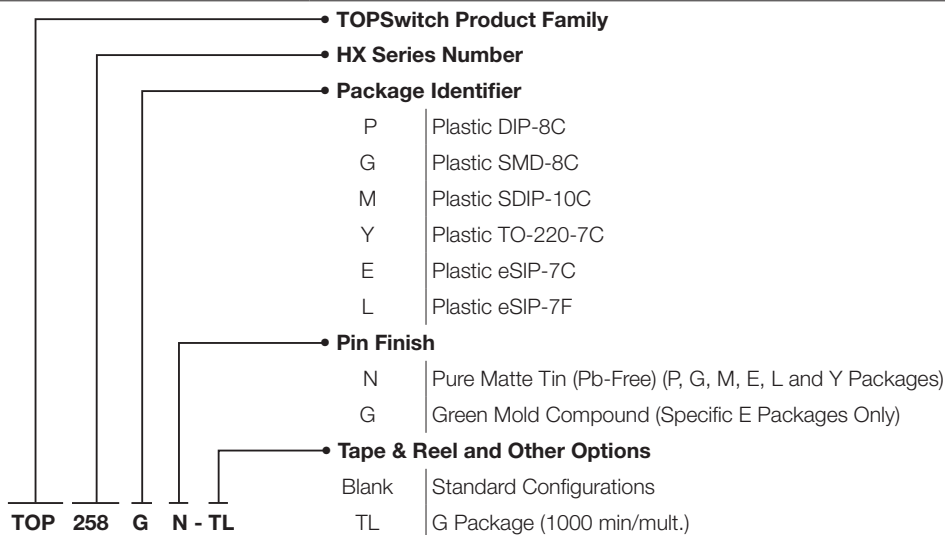 TOPSwitch Product Family
HX Series Number
Package Identifier
P Plastic DIP-8C
G Plastic SMD-8C
M Plastic SDIP-10C
Y Plastic TO-220-7C
E Plastic eSIP-7C
L Plastic eSIP-7F
Pin Finish
N Pure Matte Tin (Pb-Free) (P, G, M, E, L and Y Packages)
G Green Mold Compound (Specific E Packages Only)
Tape & Reel and Other Options
Blank Standard Configurations
TL G Package (1000 min/mult.)
TOP 258 G N - TL